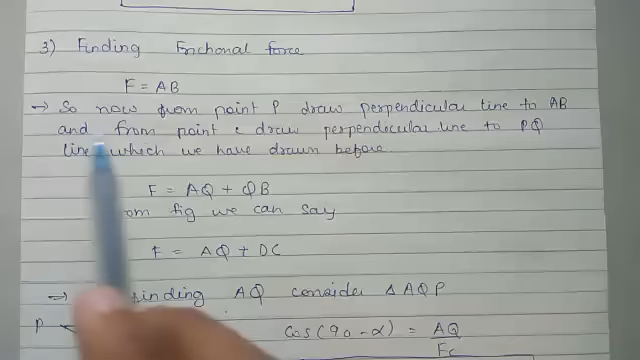 3) Finding Frictional force
F = AB
→ So now from point P draw perpendicular line to AB
and from point c draw perpendicular line to PQ
line which we have drawn before.
F = AQ + QB
om fig we can say
F = AQ + DC
→ inding AQ consider Δ AQP
P
cos(90-α) = AQ
Fc